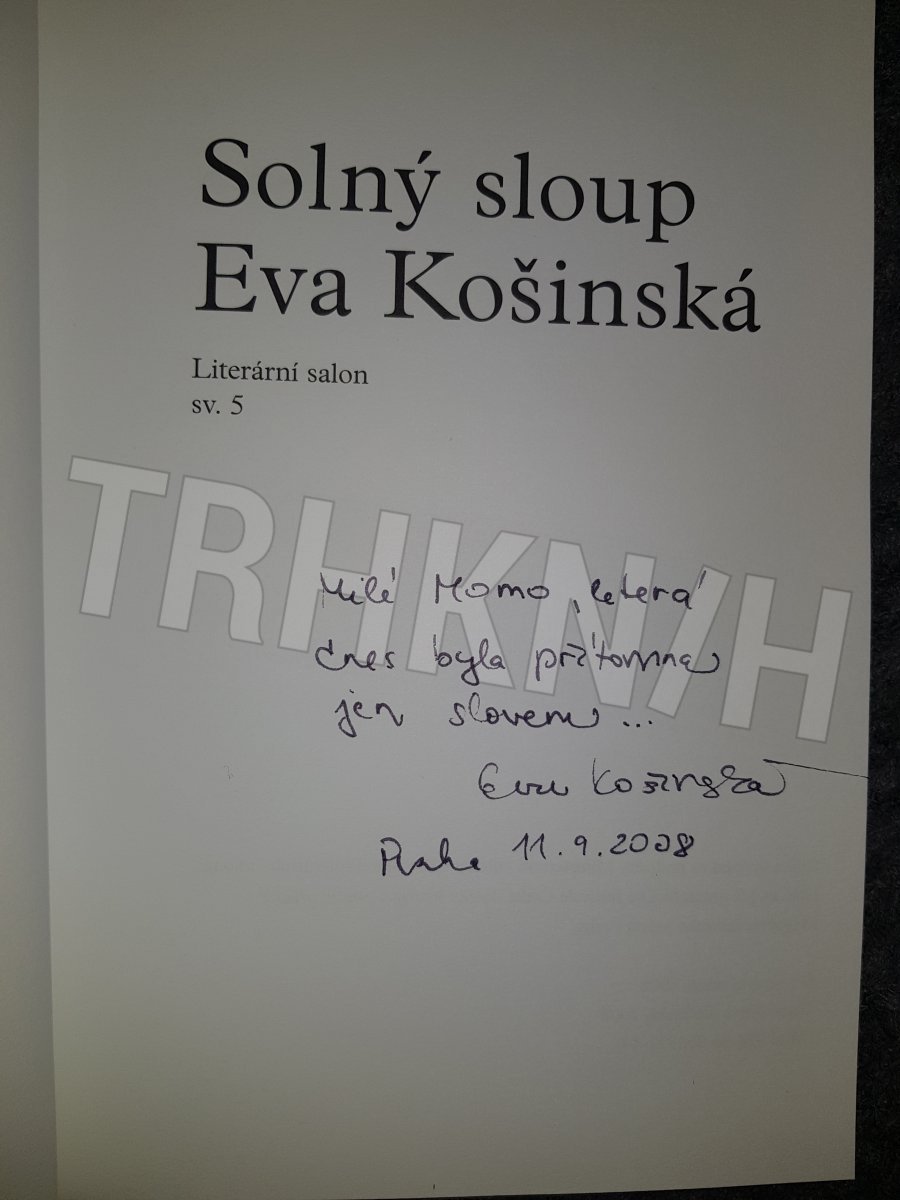 Solný sloup
Eva Košinská
Literární salon
sv. 5
TRHKN/H
Milé Momo, která
dnes byla přítomna
jen slovem...
Eva Košinská
Praha 11.9.2008